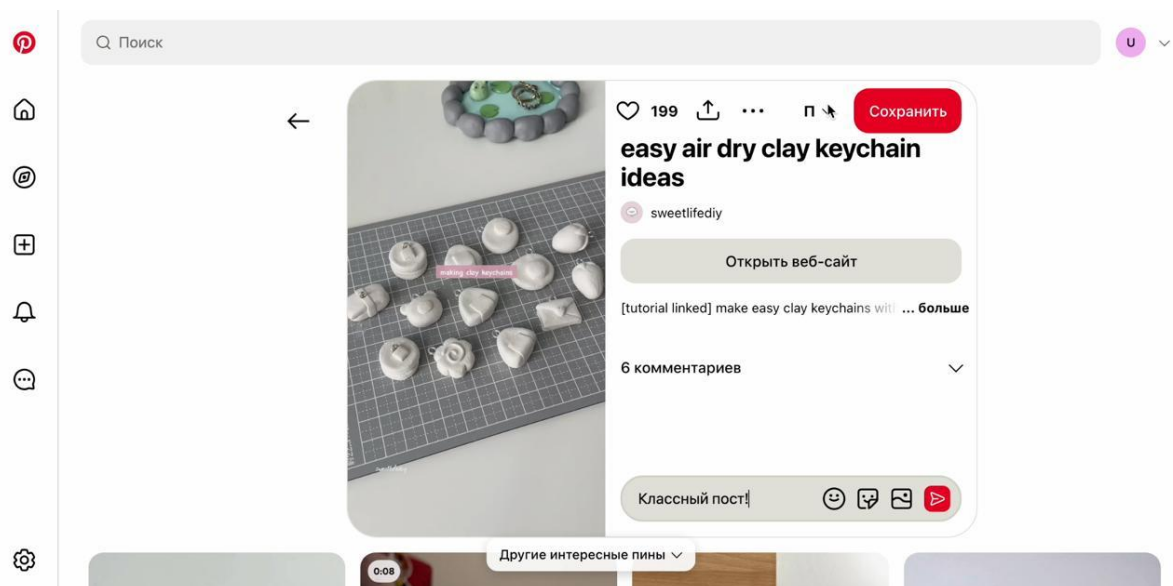 Поиск
U
199
П
Сохранить
easy air dry clay keychain
ideas
sweetlifediy
Открыть веб-сайт
making clay keychains
[tutorial linked] make easy clay keychains wit ... больше
6 комментариев
sweetlifediy
Классный пост!
Другие интересные пины
0:08